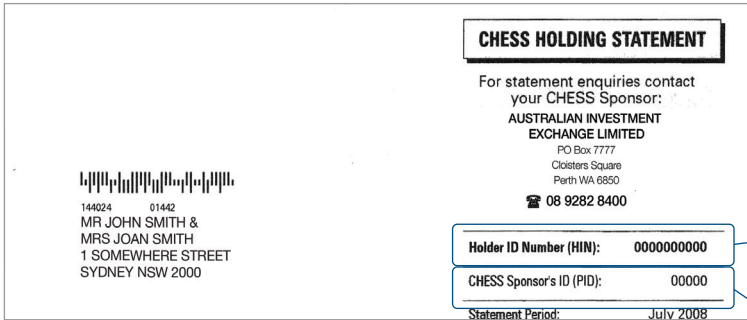 CHESS HOLDING STATEMENT
For statement enquiries contact
your CHESS Sponsor:
AUSTRALIAN INVESTMENT
EXCHANGE LIMITED
PO Box 7777
Cloisters Square
Perth WA 6850
☎ 08 9282 8400
144024 01442
MR JOHN SMITH &
MRS JOAN SMITH
1 SOMEWHERE STREET
SYDNEY NSW 2000
Holder ID Number (HIN): 0000000000
CHESS Sponsor's ID (PID): 00000
Statement Period: July 2008